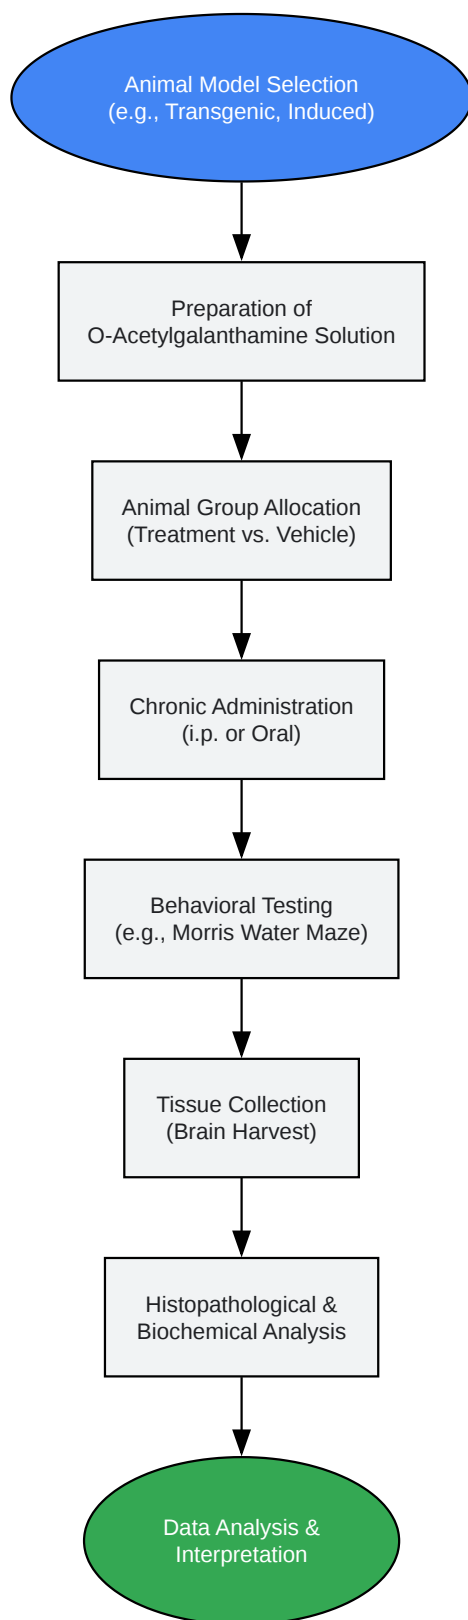 Animal Model Selection
(e.g., Transgenic, Induced)
Preparation of
O-Acetylgalanthamine Solution
Animal Group Allocation
(Treatment vs. Vehicle)
Chronic Administration
(i.p. or Oral)
Behavioral Testing
(e.g., Morris Water Maze)
Tissue Collection
(Brain Harvest)
Histopathological &
Biochemical Analysis
Data Analysis &
Interpretation